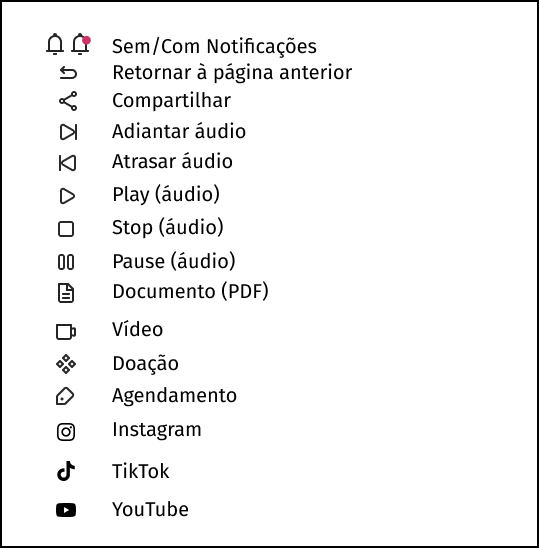 Sem/Com Notificações
Retornar à página anterior
Compartilhar
Adiantar áudio
Atrasar áudio
Play (áudio)
Stop (áudio)
Pause (áudio)
Documento (PDF)
Vídeo
Doação
Agendamento
Instagram
TikTok
YouTube